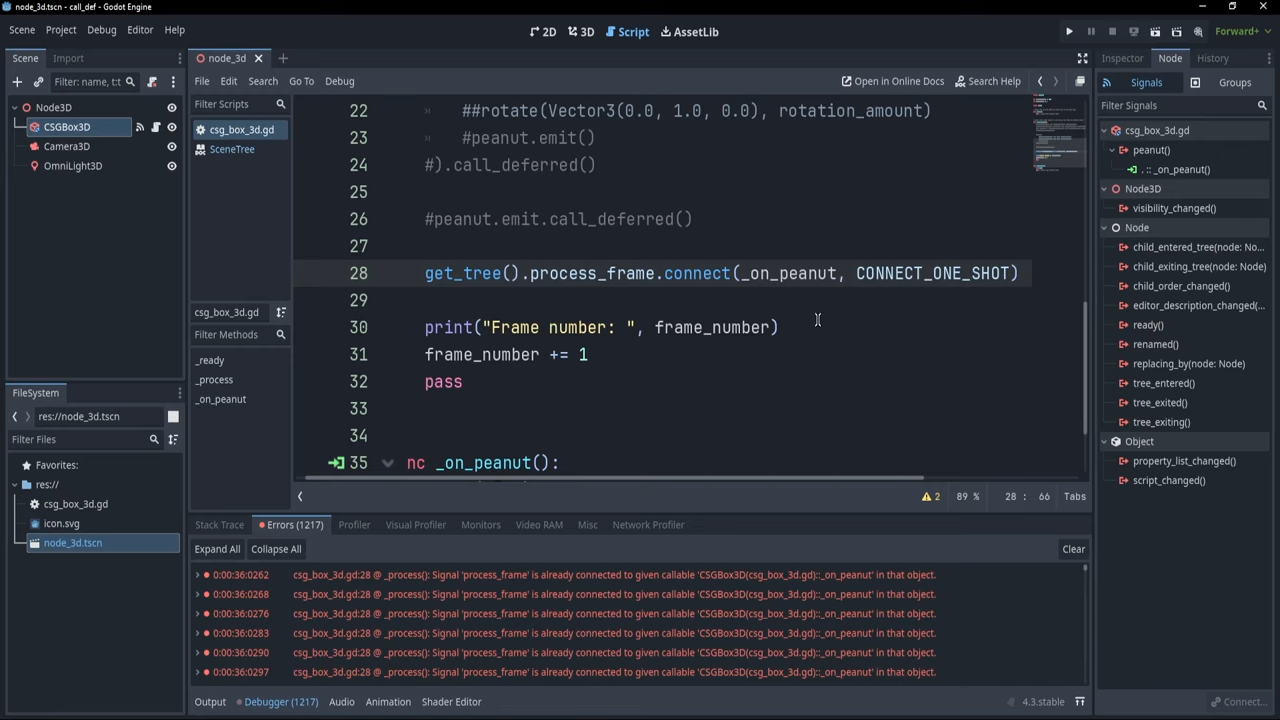 node_3d.tscn - call_def - Godot Engine
Scene Project Debug Editor Help
2D 3D Script AssetLib
Forward+
Scene Import
Filter: name, t:t
Node3D
CSGBox3D
Camera3D
OmniLight3D
FileSystem
res://node_3d.tscn
Filter Files
Favorites:
res://
csg_box_3d.gd
icon.svg
node_3d.tscn
node_3d
File Edit Search Go To Debug
Open in Online Docs Search Help
Filter Scripts
csg_box_3d.gd
SceneTree
csg_box_3d.gd
Filter Methods
_ready
_process
_on_peanut
22 ##rotate(Vector3(0.0, 1.0, 0.0), rotation_amount)
23 #peanut.emit()
24 #).call_deferred()
25
26 #peanut.emit.call_deferred()
27
28 get_tree().process_frame.connect(_on_peanut, CONNECT_ONE_SHOT)
29
30 print("Frame number: ", frame_number)
31 frame_number += 1
32 pass
33
34
35 nc _on_peanut():
2 89 % 28 : 66 Tabs
Stack Trace Errors (1217) Profiler Visual Profiler Monitors Video RAM Misc Network Profiler
Expand All Collapse All Clear
0:00:36:0262 csg_box_3d.gd:28 @ _process(): Signal 'process_frame' is already connected to given callable 'CSGBox3D(csg_box_3d.gd)::_on_peanut' in that object.
0:00:36:0268 csg_box_3d.gd:28 @ _process(): Signal 'process_frame' is already connected to given callable 'CSGBox3D(csg_box_3d.gd)::_on_peanut' in that object.
0:00:36:0276 csg_box_3d.gd:28 @ _process(): Signal 'process_frame' is already connected to given callable 'CSGBox3D(csg_box_3d.gd)::_on_peanut' in that object.
0:00:36:0283 csg_box_3d.gd:28 @ _process(): Signal 'process_frame' is already connected to given callable 'CSGBox3D(csg_box_3d.gd)::_on_peanut' in that object.
0:00:36:0290 csg_box_3d.gd:28 @ _process(): Signal 'process_frame' is already connected to given callable 'CSGBox3D(csg_box_3d.gd)::_on_peanut' in that object.
0:00:36:0297 csg_box_3d.gd:28 @ _process(): Signal 'process_frame' is already connected to given callable 'CSGBox3D(csg_box_3d.gd)::_on_peanut' in that object.
Output Debugger (1217) Audio Animation Shader Editor
4.3.stable
Inspector Node History
Signals Groups
Filter Signals
csg_box_3d.gd
peanut()
. :: _on_peanut()
Node3D
visibility_changed()
Node
child_entered_tree(node: No...
child_exiting_tree(node: Node)
child_order_changed()
editor_description_changed(...
ready()
renamed()
replacing_by(node: Node)
tree_entered()
tree_exited()
tree_exiting()
Object
property_list_changed()
script_changed()
Connect...